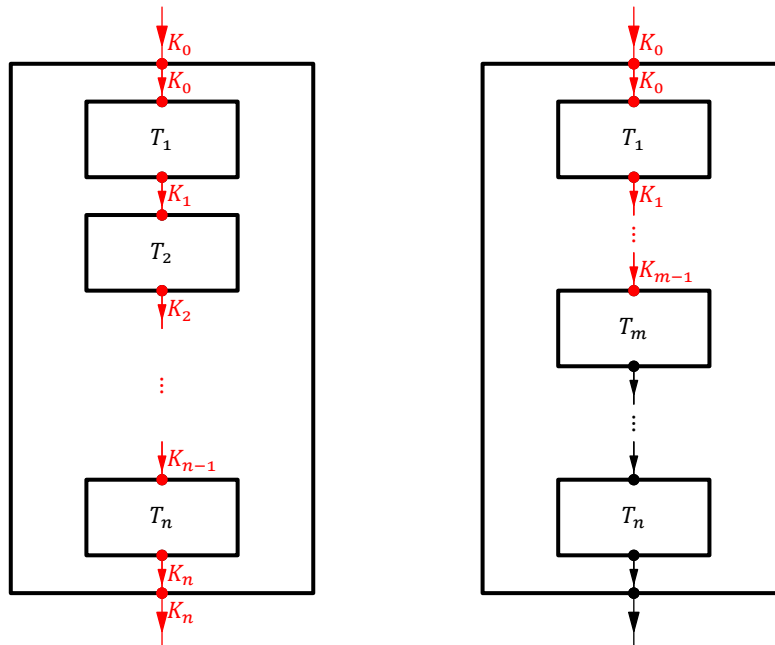 K₀
K₀
T₁
K₁
T₂
K₂
⋮
Kₙ₋₁
Tₙ
Kₙ
Kₙ
K₀
K₀
T₁
K₁
⋮
Kₘ₋₁
Tₘ
⋮
Tₙ